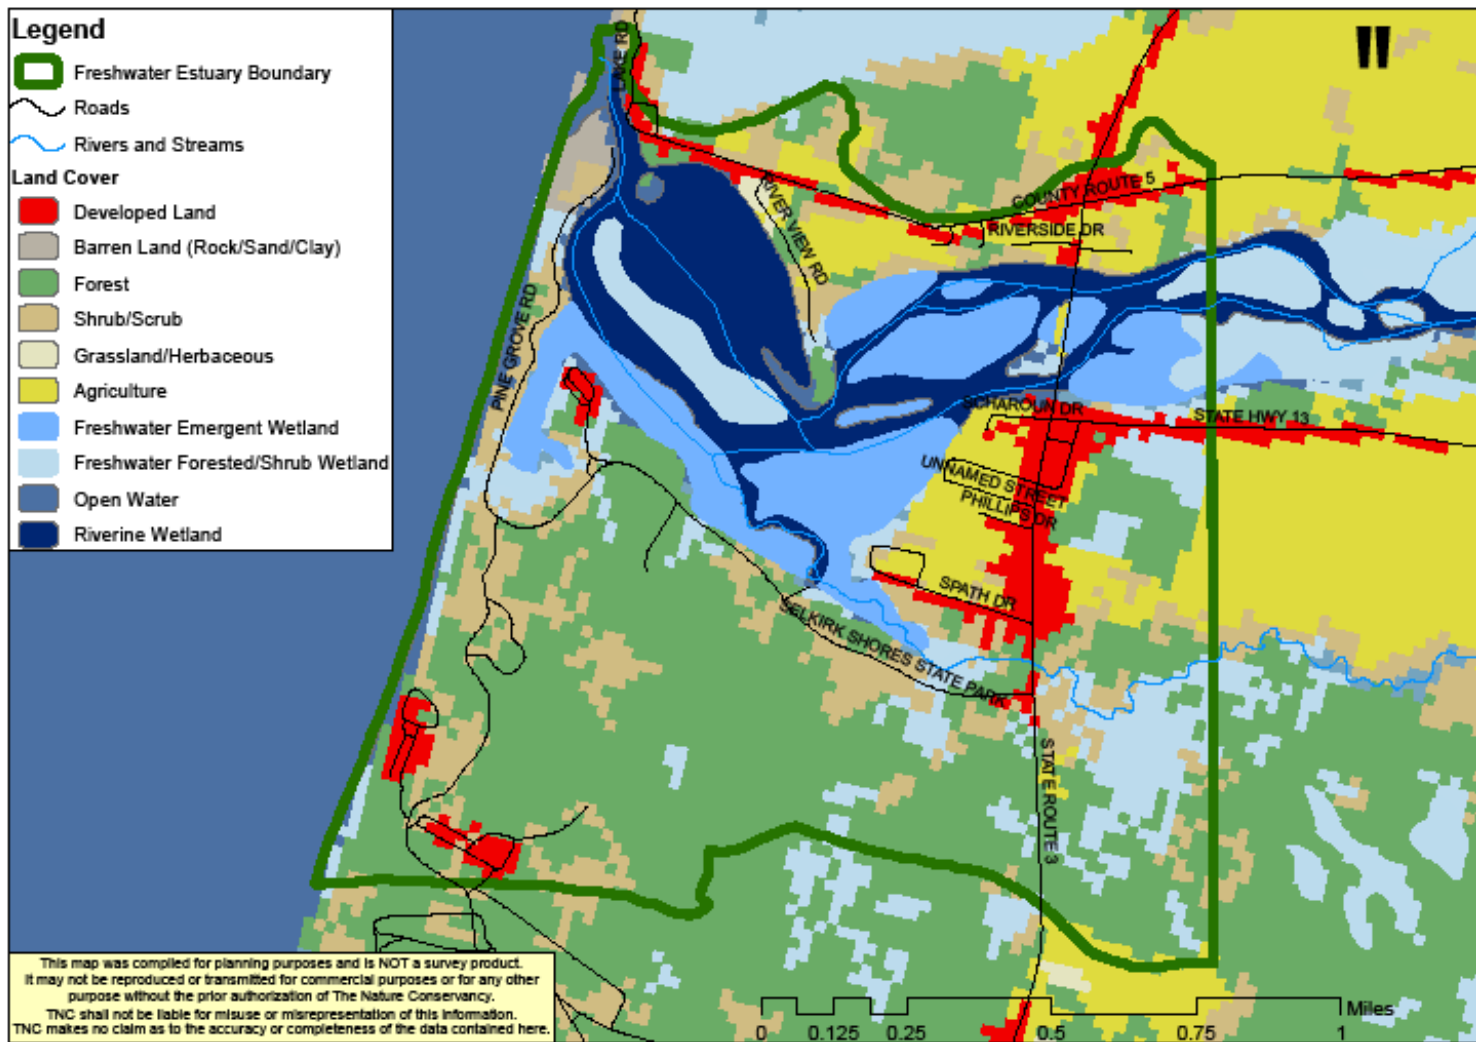 Legend
Freshwater Estuary Boundary
Roads
Rivers and Streams
Land Cover
Developed Land
Barren Land (Rock/Sand/Clay)
Forest
Shrub/Scrub
Grassland/Herbaceous
Agriculture
Freshwater Emergent Wetland
Freshwater Forested/Shrub Wetland
Open Water
Riverine Wetland
LAKE RD
COUNTY ROUTE 5
RIVERSIDE DR
RIVER VIEW RD
PINE GROVE RD
SCHAROUN DR
STATE HWY 13
UNNAMED STREET
PHILLIPS DR
SPATH DR
SELKIRK SHORES STATE PARK
STATE ROUTE 3
This map was compiled for planning purposes and is NOT a survey product.
It may not be reproduced or transmitted for commercial purposes or for any other
purpose without the prior authorization of The Nature Conservancy.
TNC shall not be liable for misuse or misrepresentation of this information.
TNC makes no claim as to the accuracy or completeness of the data contained here.
Miles
0 0.125 0.25 0.5 0.75 1